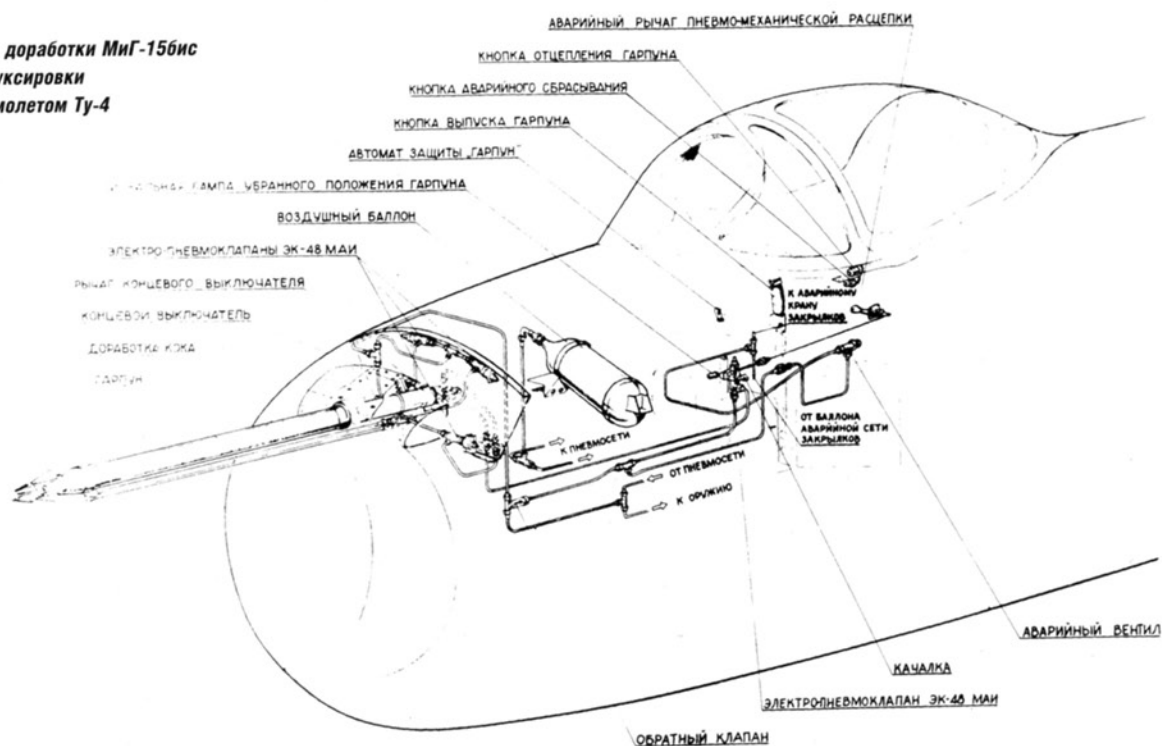 доработки МиГ-15бис
уксировки
молетом Ту-4
АВАРИЙНЫЙ РЫЧАГ ПНЕВМО-МЕХАНИЧЕСКОЙ РАСЦЕПКИ
КНОПКА ОТЦЕПЛЕНИЯ ГАРПУНА
КНОПКА АВАРИЙНОГО СБРАСЫВАНИЯ
КНОПКА ВЫПУСКА ГАРПУНА
АВТОМАТ ЗАЩИТЫ „ГАРПУН"
ЛАМПА УБРАННОГО ПОЛОЖЕНИЯ ГАРПУНА
ВОЗДУШНЫЙ БАЛЛОН
ЭЛЕКТРО-ПНЕВМОКЛАПАНЫ ЭК-48 МАИ
РЫЧАГ КОНЦЕВОГО ВЫКЛЮЧАТЕЛЯ
КОНЦЕВОЙ ВЫКЛЮЧАТЕЛЬ
ДОРАБОТКА КОКА
ГАРПУН
К АВАРИЙНОМУ
КРАНУ
ЗАКРЫЛКОВ
ОТ БАЛЛОНА
АВАРИЙНОЙ СЕТИ
ЗАКРЫЛКОВ
К ПНЕВМОСЕТИ
ОТ ПНЕВМОСЕТИ
К ОРУЖИЮ
АВАРИЙНЫЙ ВЕНТИЛ
КАЧАЛКА
ЭЛЕКТРОПНЕВМОКЛАПАН ЭК-48 МАИ
ОБРАТНЫЙ КЛАПАН